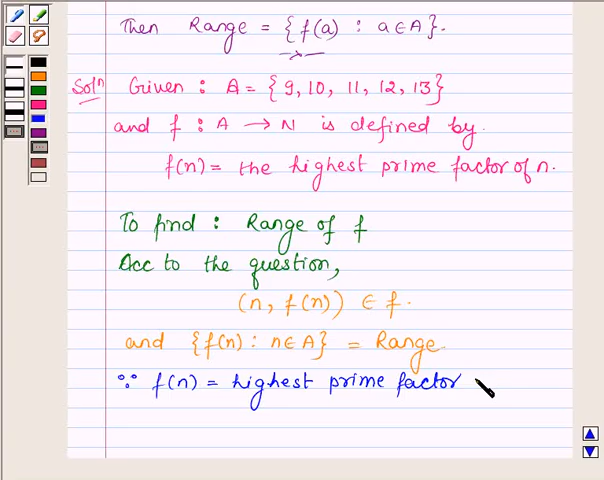 Then Range = {f(a) : a∈A}.
Solⁿ Given : A = {9, 10, 11, 12, 13}
and f : A → N is defined by.
f(n) = the highest prime factor of n.
To find : Range of f
Acc to the question,
(n, f(n)) ∈ f.
and {f(n) : n∈A} = Range.
∵ f(n) = highest prime factor